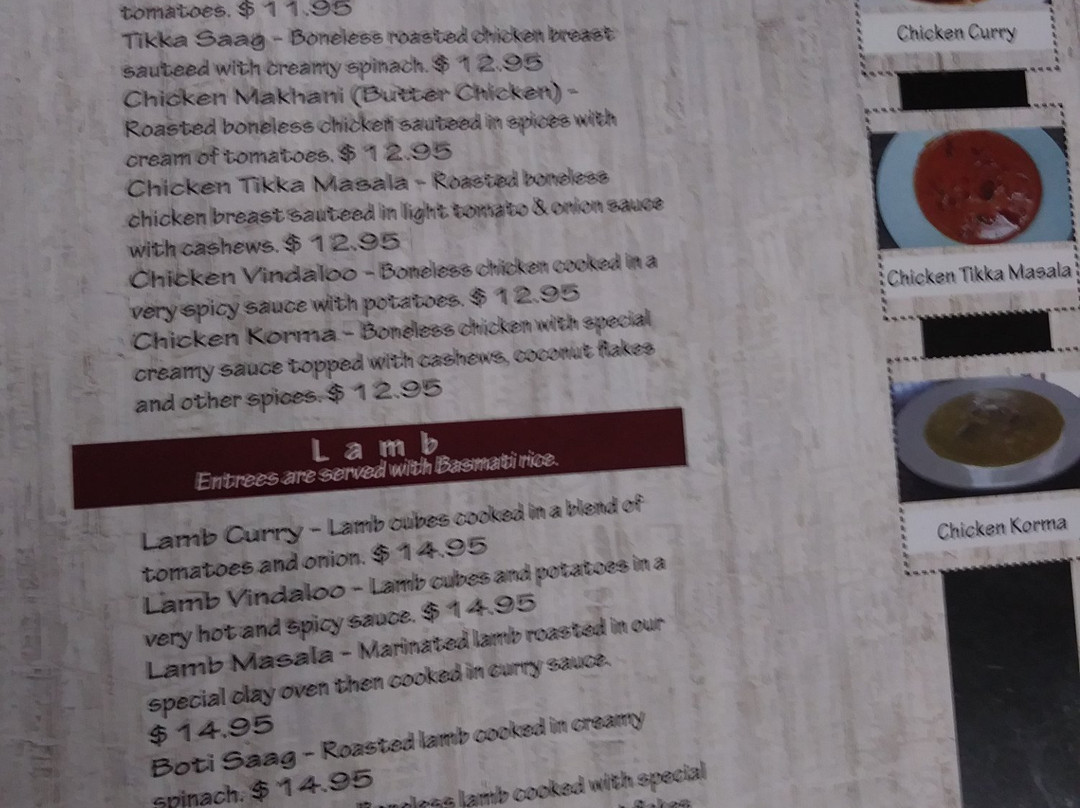 tomatoes. $ 11.95
Tikka Saag - Boneless roasted chicken breast
sauteed with creamy spinach. $ 12.95
Chicken Makhani (Butter Chicken) -
Roasted boneless chicken sauteed in spices with
cream of tomatoes. $ 12.95
Chicken Tikka Masala - Roasted boneless
chicken breast sauteed in light tomato & onion sauce
with cashews. $ 12.95
Chicken Vindaloo - Boneless chicken cooked in a
very spicy sauce with potatoes. $ 12.95
Chicken Korma - Boneless chicken with special
creamy sauce topped with cashews, coconut flakes
and other spices. $ 12.95
Lamb
Entrees are served with Basmati rice.
Lamb Curry - Lamb cubes cooked in a blend of
tomatoes and onion. $ 14.95
Lamb Vindaloo - Lamb cubes and potatoes in a
very hot and spicy sauce. $ 14.95
Lamb Masala - Marinated lamb roasted in our
special clay oven then cooked in curry sauce.
$ 14.95
Boti Saag - Roasted lamb cooked in creamy
spinach. $ 14.95
Boneless lamb cooked with special
flakes
Chicken Curry
Chicken Tikka Masala
Chicken Korma